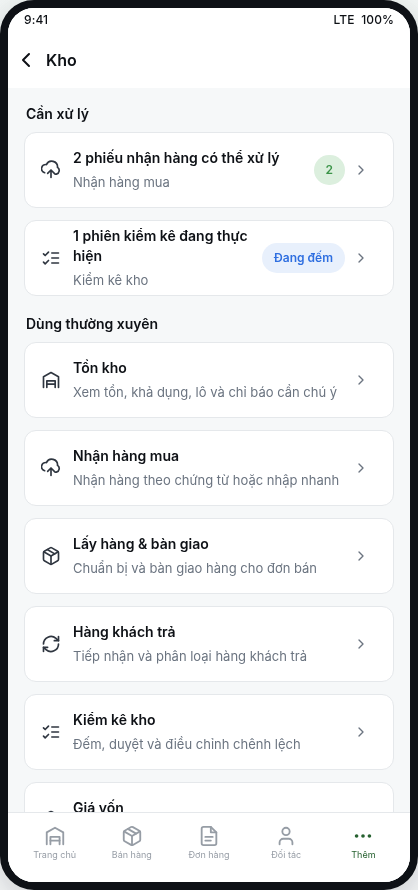 9:41
LTE 100%
Kho
Cần xử lý
2 phiếu nhận hàng có thể xử lý
2
Nhận hàng mua
1 phiên kiểm kê đang thực
hiện
Đang đếm
Kiểm kê kho
Dùng thường xuyên
Tồn kho
Xem tồn, khả dụng, lô và chỉ báo cần chú ý
Nhận hàng mua
Nhận hàng theo chứng từ hoặc nhập nhanh
Lấy hàng & bàn giao
Chuẩn bị và bàn giao hàng cho đơn bán
Hàng khách trả
Tiếp nhận và phân loại hàng khách trả
Kiểm kê kho
Đếm, duyệt và điều chỉnh chênh lệch
Giá vốn
Trang chủ
Bán hàng
Đơn hàng
Đối tác
Thêm